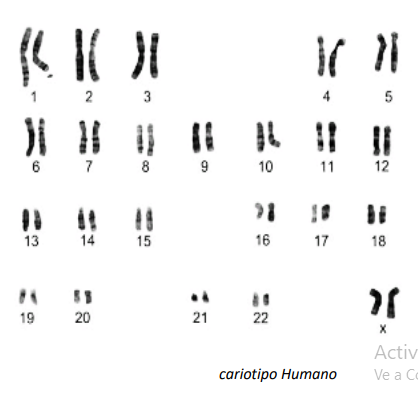 1 2 3 4 5
6 7 8 9 10 11 12
13 14 15 16 17 18
19 20 21 22 x
cariotipo Humano
Activ
Ve a Co